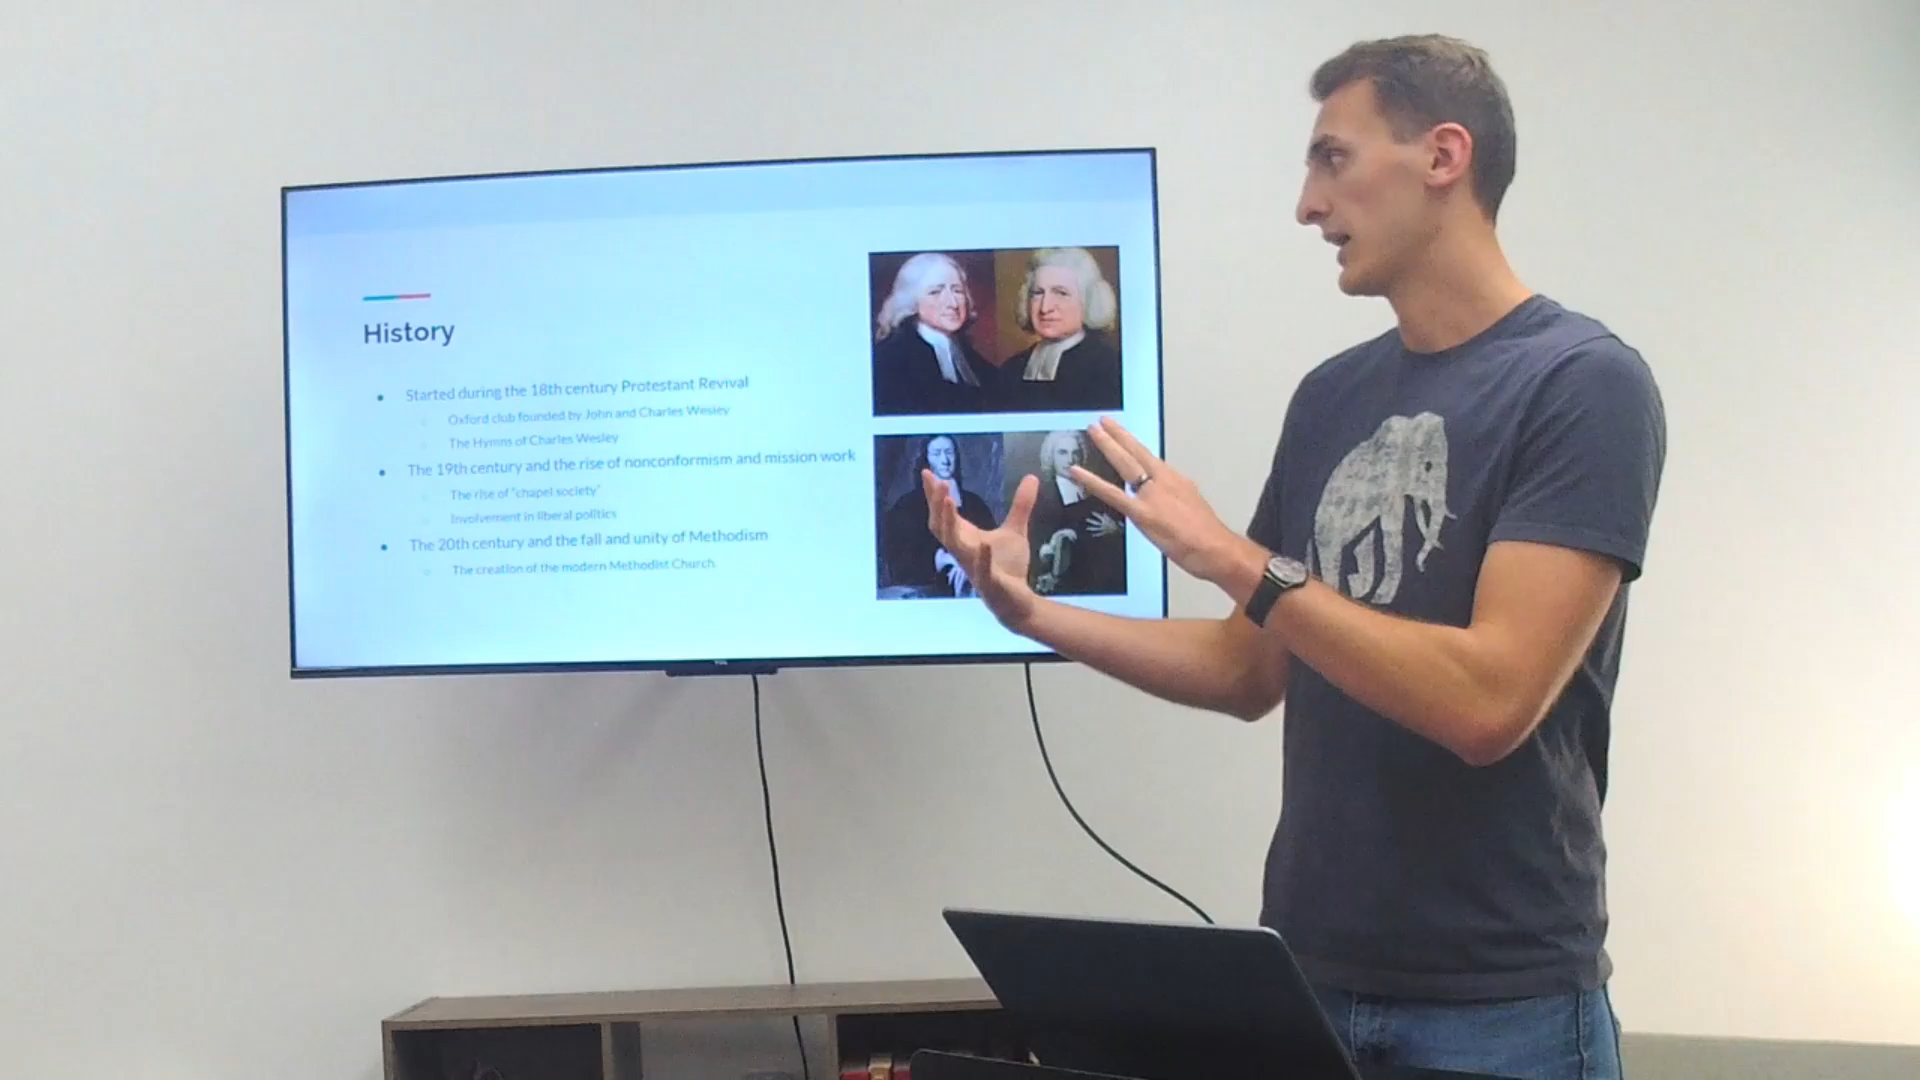 History
Started during the 18th century Protestant Revival
Oxford club founded by John and Charles Wesley
The Hymns of Charles Wesley
The 19th century and the rise of nonconformism and mission work
The rise of "chapel society"
Involvement in liberal politics
The 20th century and the fall and unity of Methodism
The creation of the modern Methodist Church.
TCL